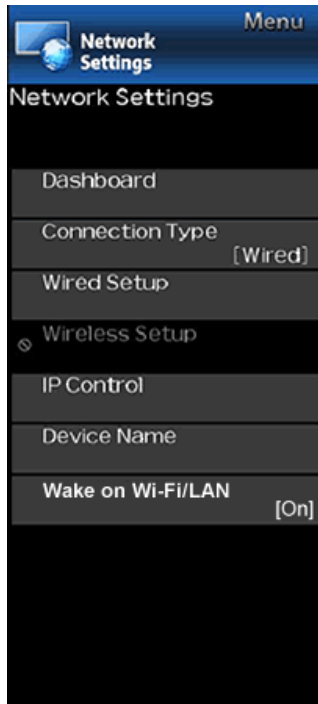 Menu
Network
Settings
Network Settings
Dashboard
Connection Type
[Wired]
Wired Setup
Wireless Setup
IP Control
Device Name
Wake on Wi-Fi/LAN
[On]